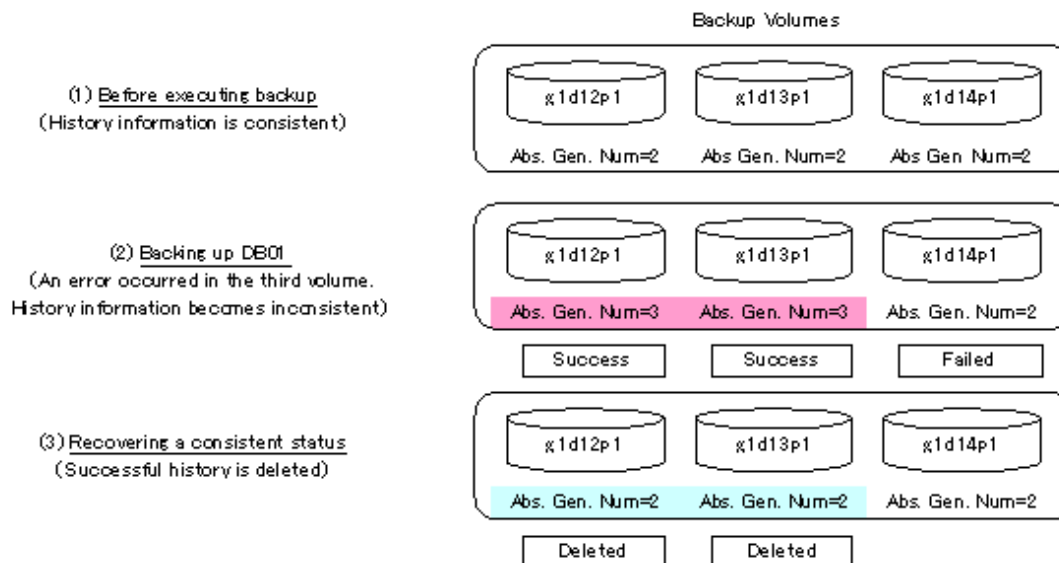 Backup Volumes
(1) Before executing backup
(History information is consistent)
g1d12p1 g1d13p1 g1d14p1
Abs. Gen. Num=2 Abs Gen. Num=2 Abs Gen Num=2
(2) Backing up DB01
(An error occurred in the third volume.
History information becomes inconsistent)
g1d12p1 g1d13p1 g1d14p1
Abs. Gen. Num=3 Abs. Gen. Num=3 Abs. Gen. Num=2
Success Success Failed
(3) Recovering a consistent status
(Successful history is deleted)
g1d12p1 g1d13p1 g1d14p1
Abs. Gen. Num=2 Abs. Gen. Num=2 Abs. Gen. Num=2
Deleted Deleted